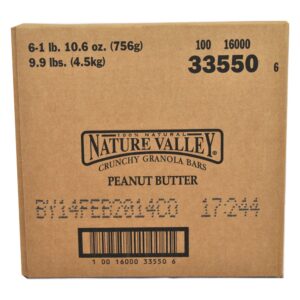 6-1 lb. 10.6 oz. (756g)
9.9 lbs. (4.5kg)
100 16000
33550 6
100% NATURAL
NATURE VALLEY®
CRUNCHY GRANOLA BARS
PEANUT BUTTER
BY14FEB2014CO 17:244
1 00 16000 33550 6